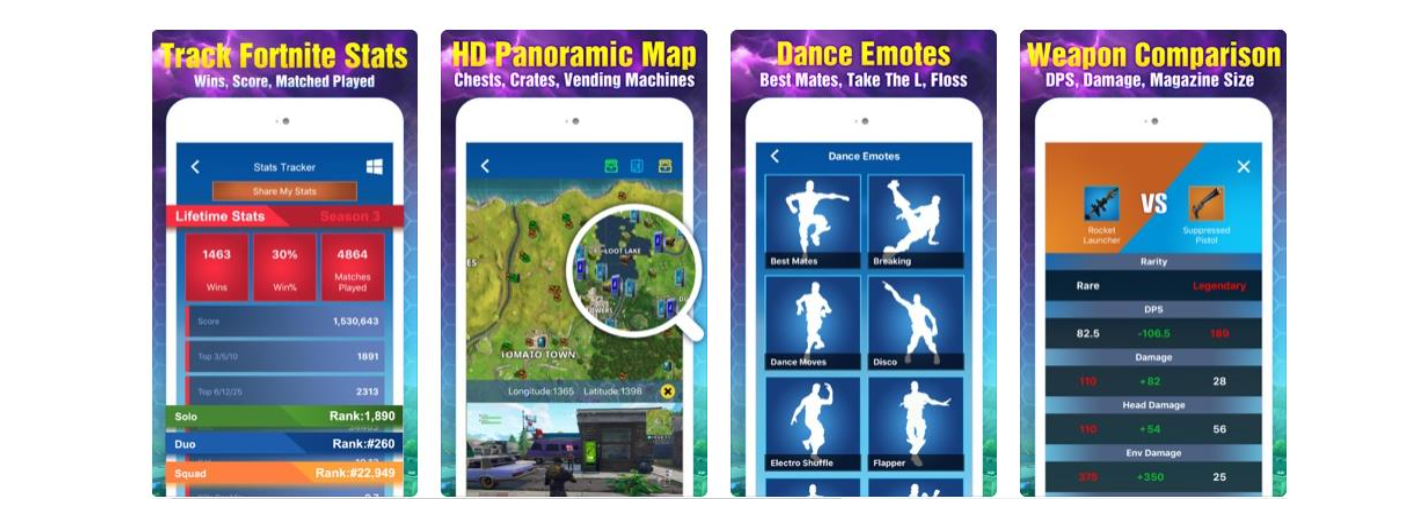 Track Fortnite Stats
Wins, Score, Matched Played
Stats Tracker
Share My Stats
Lifetime Stats Season 3
1463 30% 4864
Wins Win% Matches
Played
Score 1,530,643
Top 3/5/10 1891
Top 6/12/25 2313
Solo Rank:1,890
Duo Rank:#260
Squad Rank:#22,949
HD Panoramic Map
Chests, Crates, Vending Machines
LOOT LAKE
TOMATO TOWN
Longitude:1365 Latitude:1398
Dance Emotes
Best Mates, Take The L, Floss
Dance Emotes
Best Mates Breaking
Dance Moves Disco
Electro Shuffle Flapper
Weapon Comparison
DPS, Damage, Magazine Size
VS
Rocket
Launcher
Suppressed
Pistol
Rarity
Rare Legendary
DPS
82.5 -106.5 189
Damage
110 +82 28
Head Damage
110 +54 56
Env Damage
375 +350 25